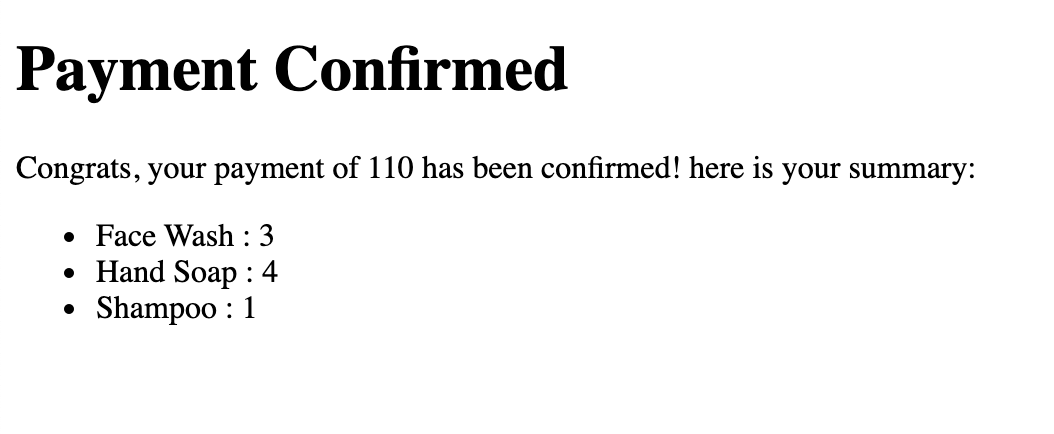 Payment Confirmed
Congrats, your payment of 110 has been confirmed! here is your summary:
• Face Wash : 3
• Hand Soap : 4
• Shampoo : 1